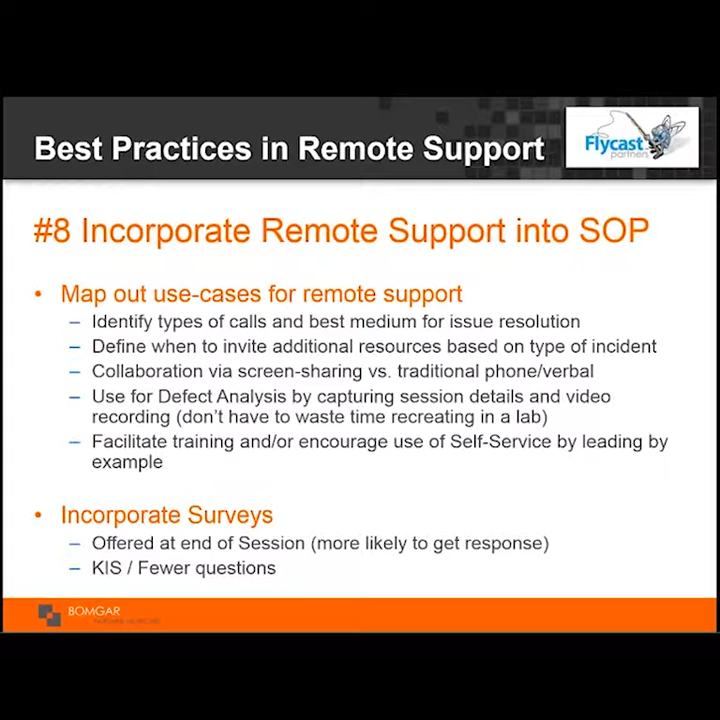 Best Practices in Remote Support
Flycast
partners
#8 Incorporate Remote Support into SOP
• Map out use-cases for remote support
– Identify types of calls and best medium for issue resolution
– Define when to invite additional resources based on type of incident
– Collaboration via screen-sharing vs. traditional phone/verbal
– Use for Defect Analysis by capturing session details and video
recording (don't have to waste time recreating in a lab)
– Facilitate training and/or encourage use of Self-Service by leading by
example
• Incorporate Surveys
– Offered at end of Session (more likely to get response)
– KIS / Fewer questions
BOMGAR